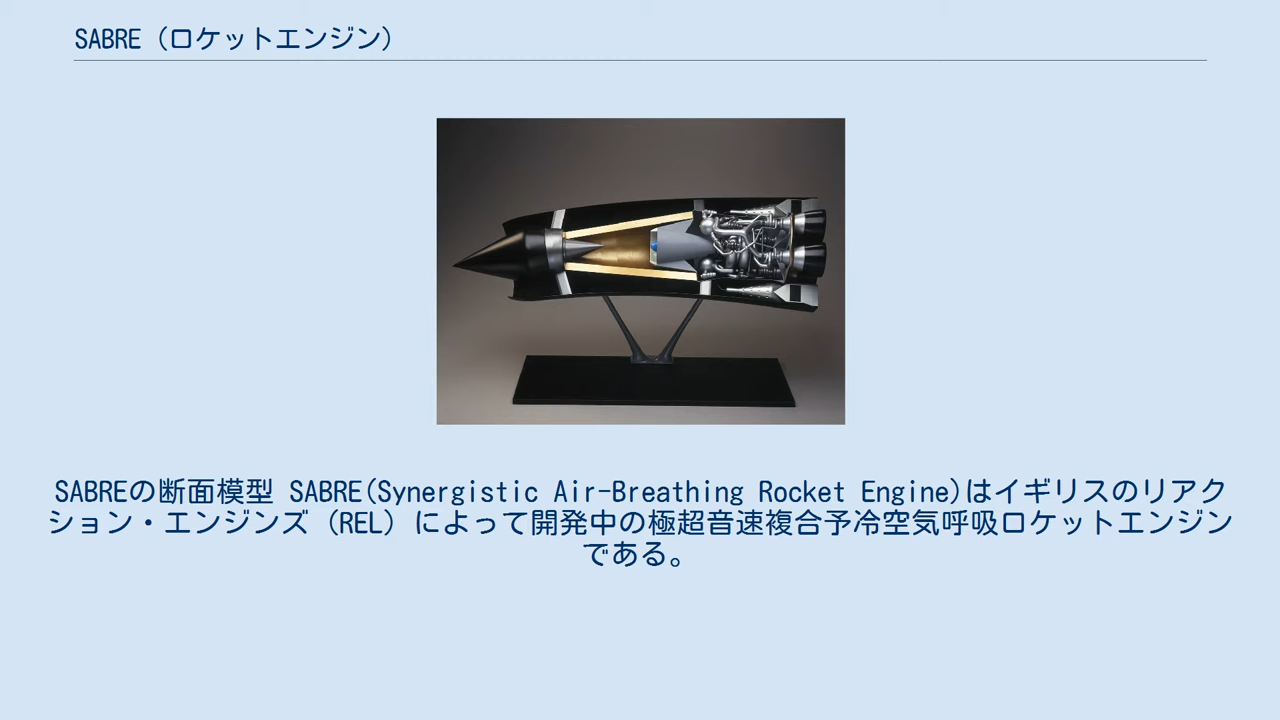 SABRE（ロケットエンジン）
SABREの断面模型 SABRE(Synergistic Air-Breathing Rocket Engine)はイギリスのリアク
ション・エンジンズ（REL）によって開発中の極超音速複合予冷空気呼吸ロケットエンジン
である。